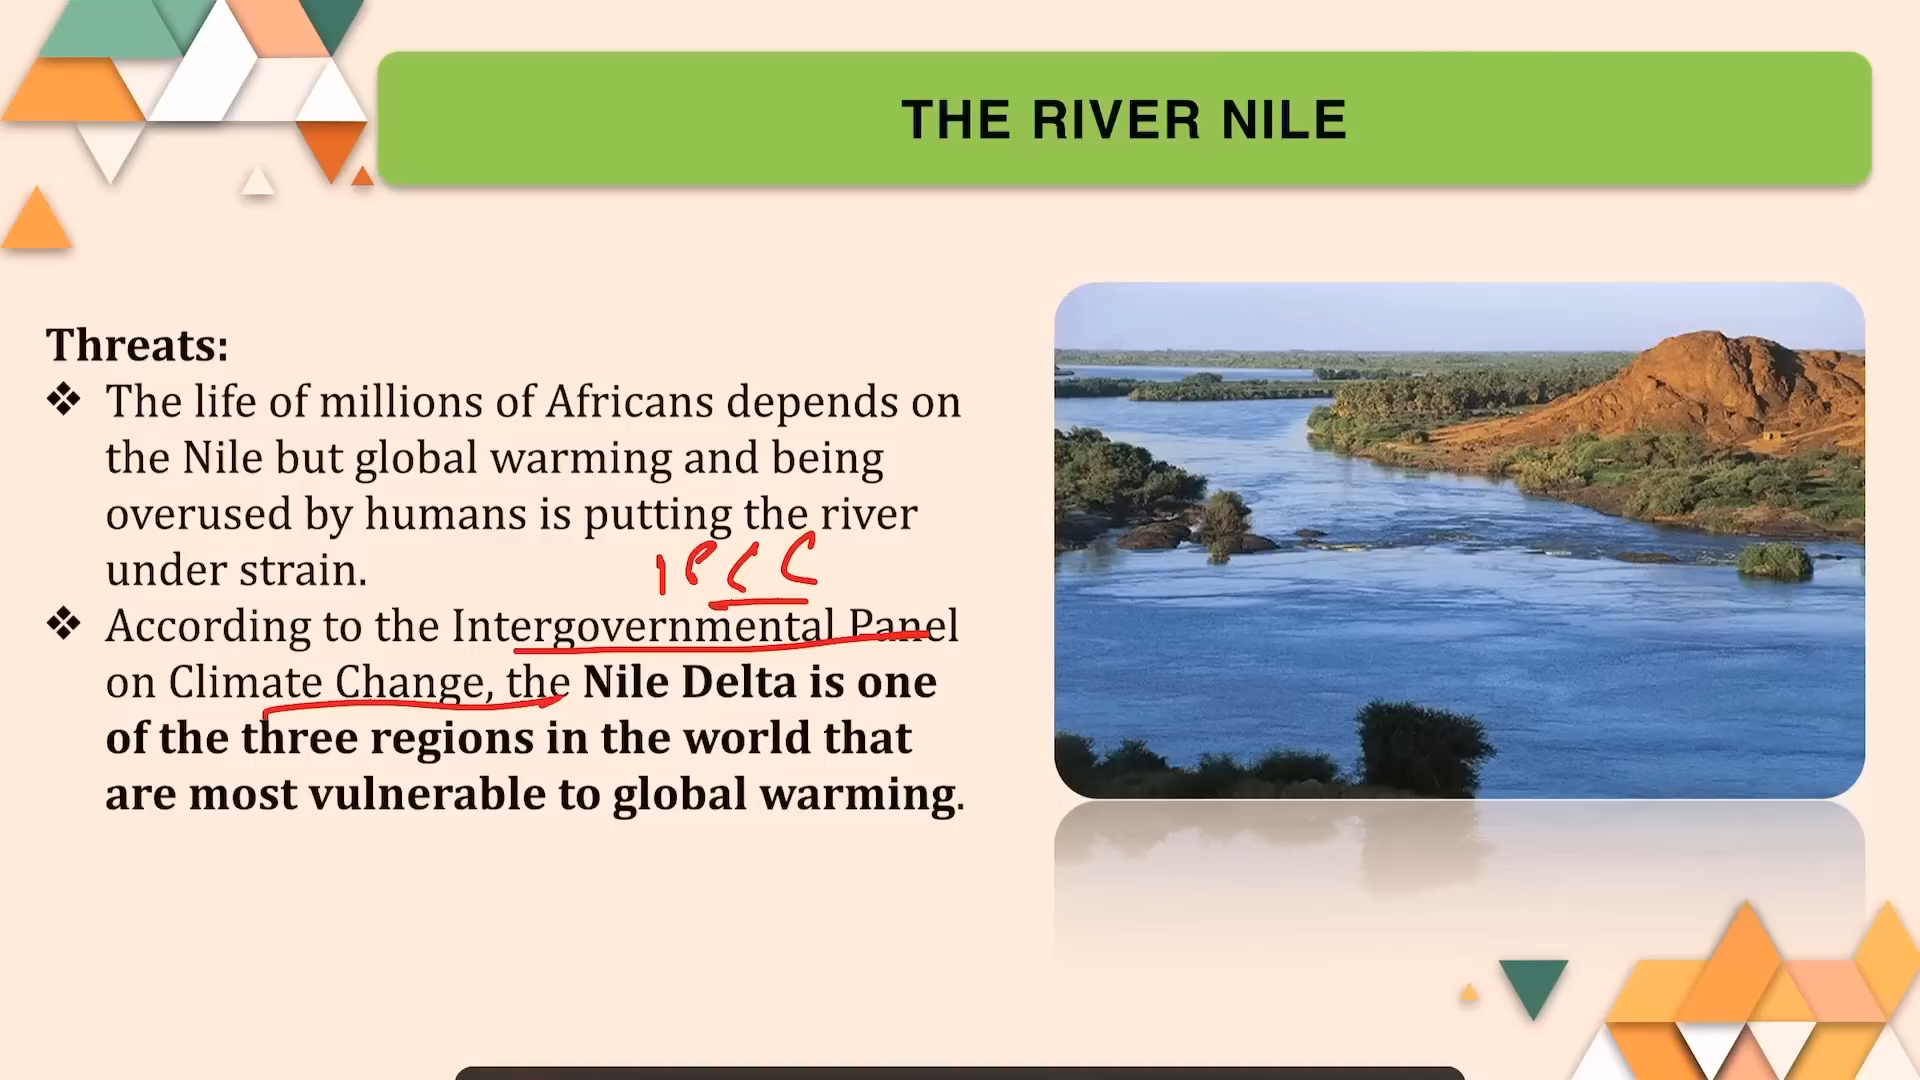 THE RIVER NILE
Threats:
❖ The life of millions of Africans depends on
the Nile but global warming and being
overused by humans is putting the river
under strain.
IPCC
❖ According to the Intergovernmental Panel
on Climate Change, the Nile Delta is one
of the three regions in the world that
are most vulnerable to global warming.